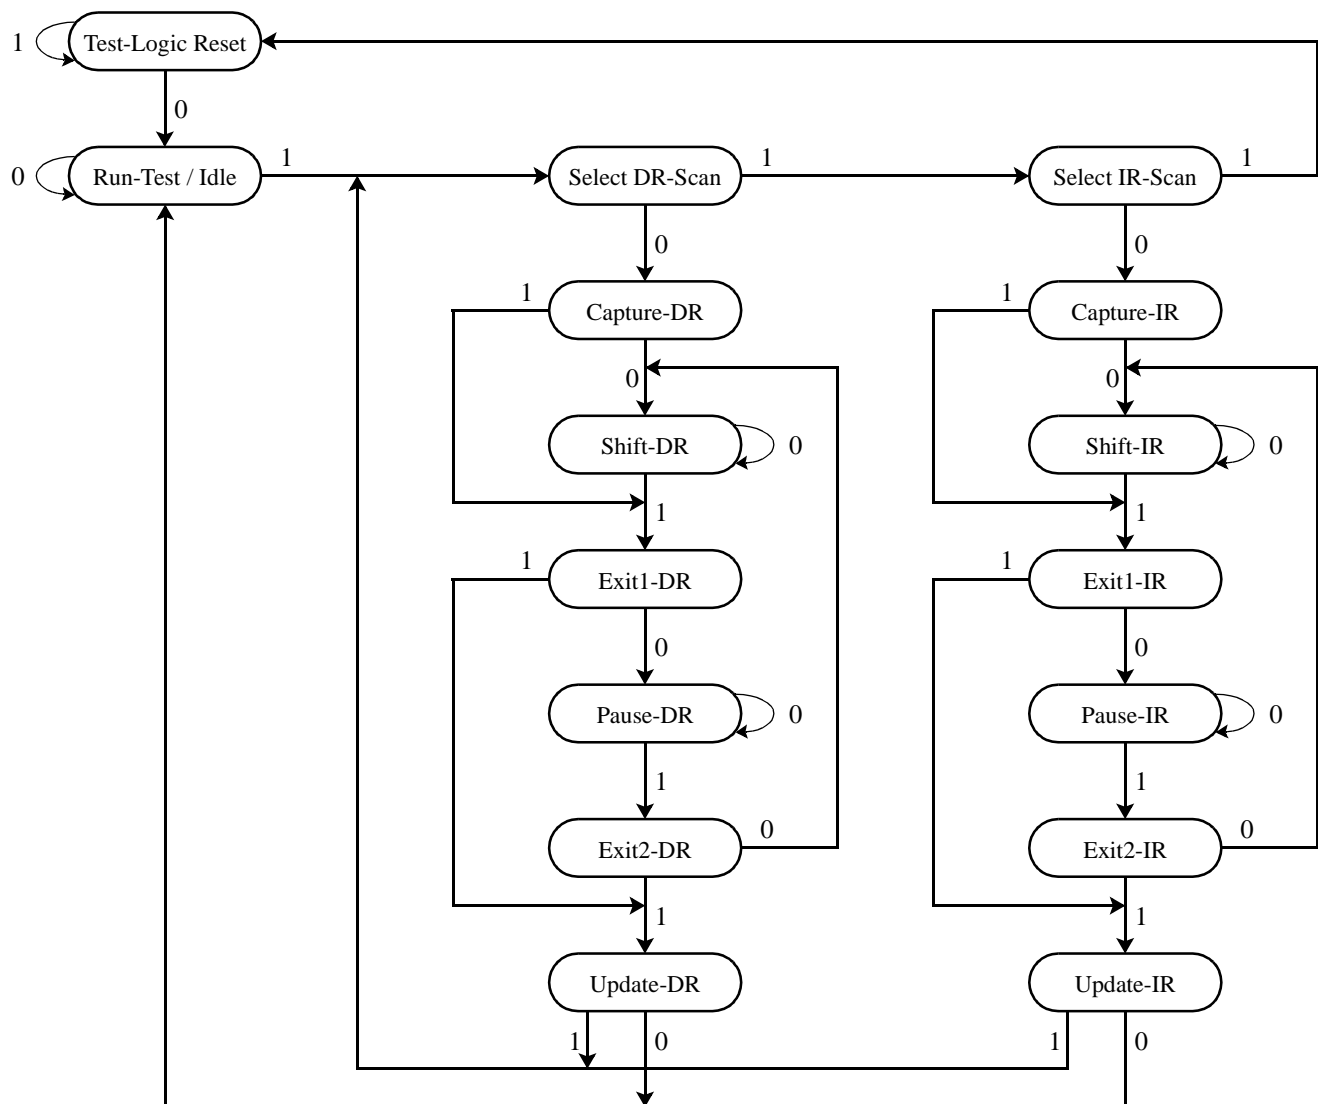 1
Test-Logic Reset
0
0
Run-Test / Idle
1
Select DR-Scan
1
Select IR-Scan
1
0
0
1
Capture-DR
1
Capture-IR
0
0
Shift-DR
0
Shift-IR
0
1
1
1
Exit1-DR
1
Exit1-IR
0
0
Pause-DR
0
Pause-IR
0
1
1
Exit2-DR
0
Exit2-IR
0
1
1
Update-DR
Update-IR
1
0
1
0